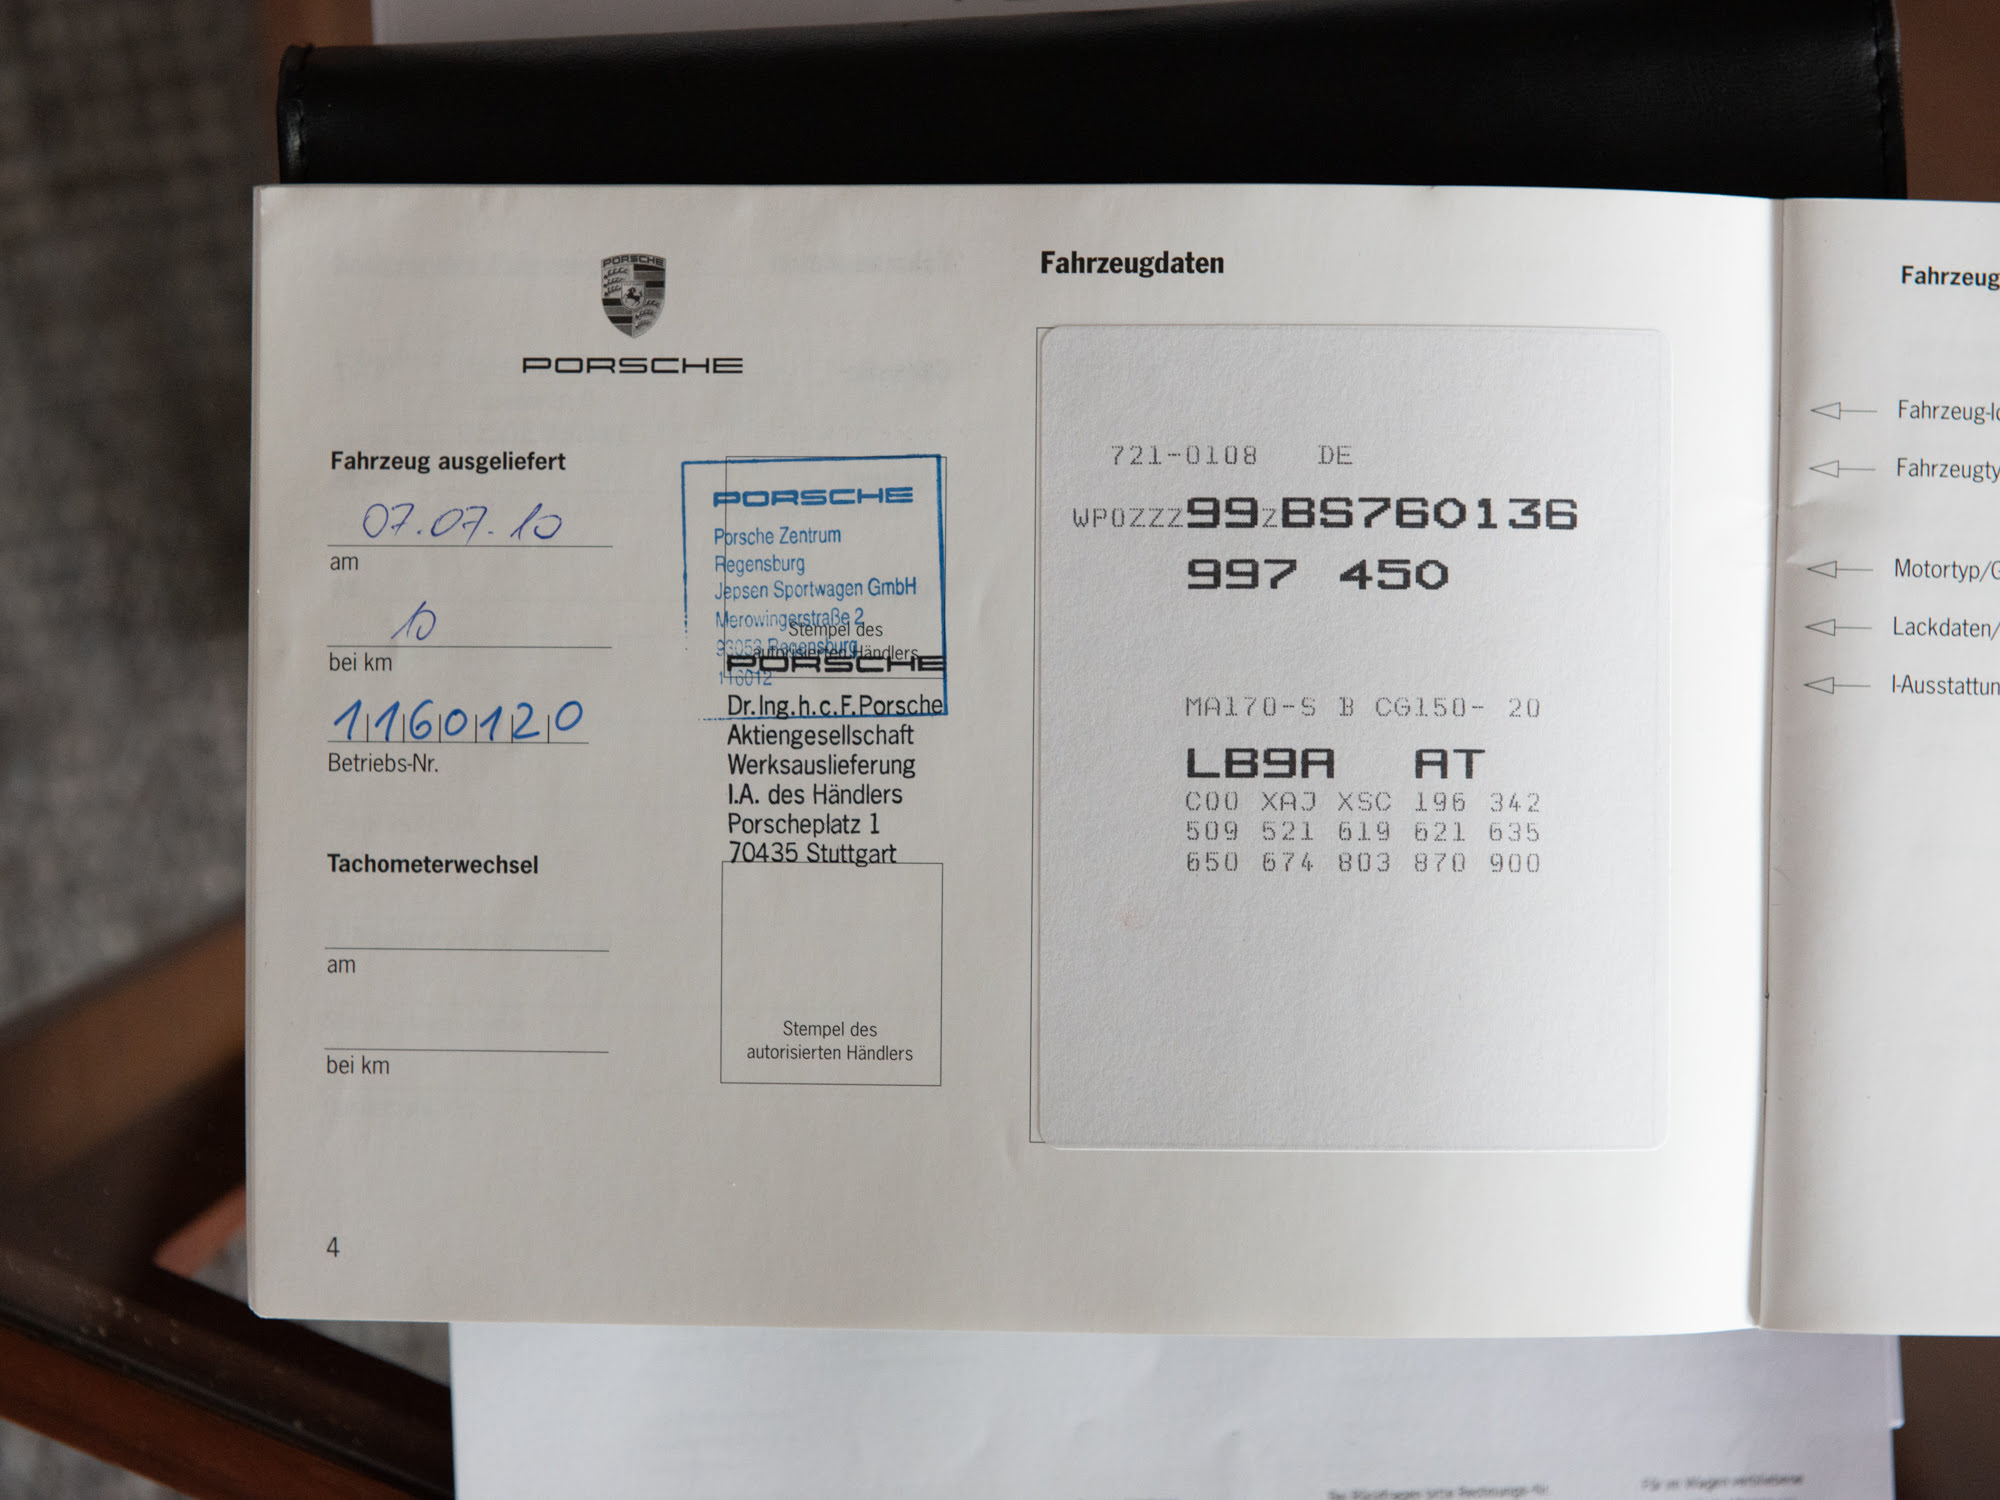 PORSCHE
PORSCHE
Fahrzeug ausgeliefert
07.07.10
am
10
bei km
1160120
Betriebs-Nr.
Tachometerwechsel
am
bei km
4
PORSCHE
Porsche Zentrum
Regensburg
Jepsen Sportwagen GmbH
Merowingerstraße 2
Regensburg
116012
Stempel des
autorisierten Händlers
PORSCHE
Dr.Ing.h.c.F.Porsche
Aktiengesellschaft
Werksauslieferung
I.A. des Händlers
Porscheplatz 1
70435 Stuttgart
Stempel des
autorisierten Händlers
Fahrzeugdaten
721-0108 DE
WP0ZZZ99ZBS760136
997 450
MA170-S B CG150- 20
LB9A AT
C00 XAJ XSC 196 342
509 521 619 621 635
650 674 803 870 900
Fahrzeug
Fahrzeug-I
Fahrzeugty
Motortyp/G
Lackdaten/
I-Ausstattun